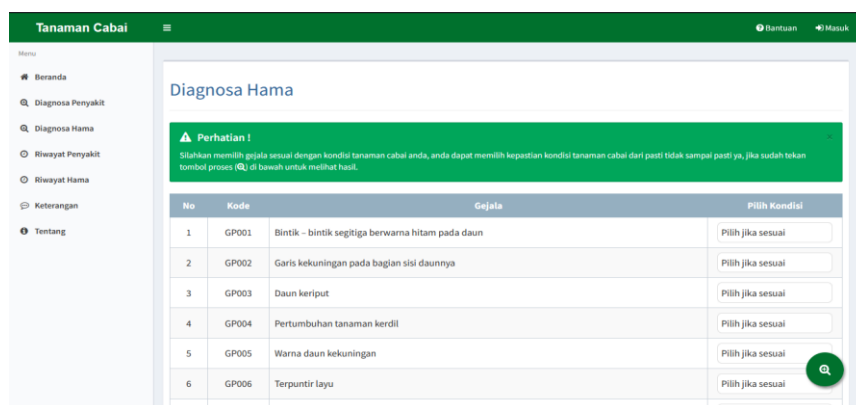 Tanaman Cabai
Bantuan
Masuk
Menu
Beranda
Diagnosa Penyakit
Diagnosa Hama
Riwayat Penyakit
Riwayat Hama
Keterangan
Tentang
Diagnosa Hama
Perhatian !
×
Silahkan memilih gejala sesuai dengan kondisi tanaman cabai anda, anda dapat memilih kepastian kondisi tanaman cabai dari pasti tidak sampai pasti ya, jika sudah tekan
tombol proses () di bawah untuk melihat hasil.
No Kode Gejala Pilih Kondisi
1 GP001 Bintik – bintik segitiga berwarna hitam pada daun Pilih jika sesuai
2 GP002 Garis kekuningan pada bagian sisi daunnya Pilih jika sesuai
3 GP003 Daun keriput Pilih jika sesuai
4 GP004 Pertumbuhan tanaman kerdil Pilih jika sesuai
5 GP005 Warna daun kekuningan Pilih jika sesuai
6 GP006 Terpuntir layu Pilih jika sesuai